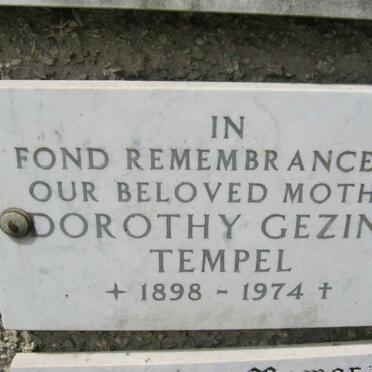 IN
FOND REMEMBRANCE
OUR BELOVED MOTH
DOROTHY GEZIN
TEMPEL
+ 1898 - 1974 †